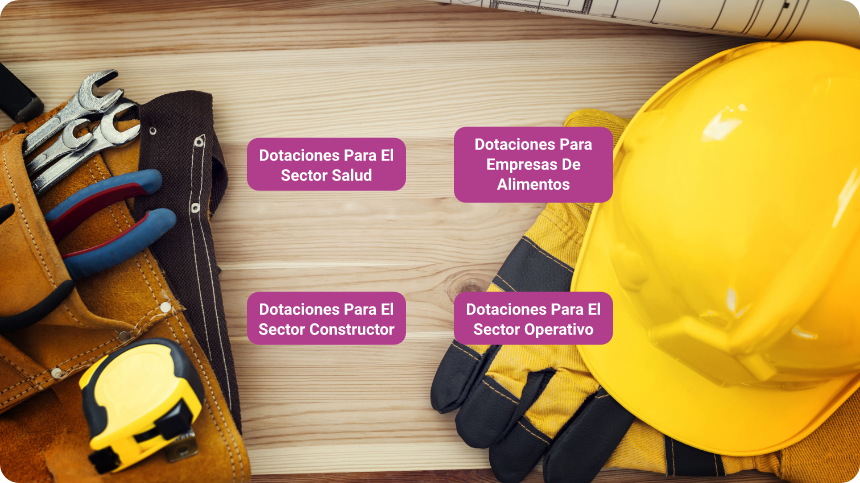 Dotaciones Para El
Sector Salud
Dotaciones Para
Empresas De
Alimentos
Dotaciones Para El
Sector Constructor
Dotaciones Para El
Sector Operativo